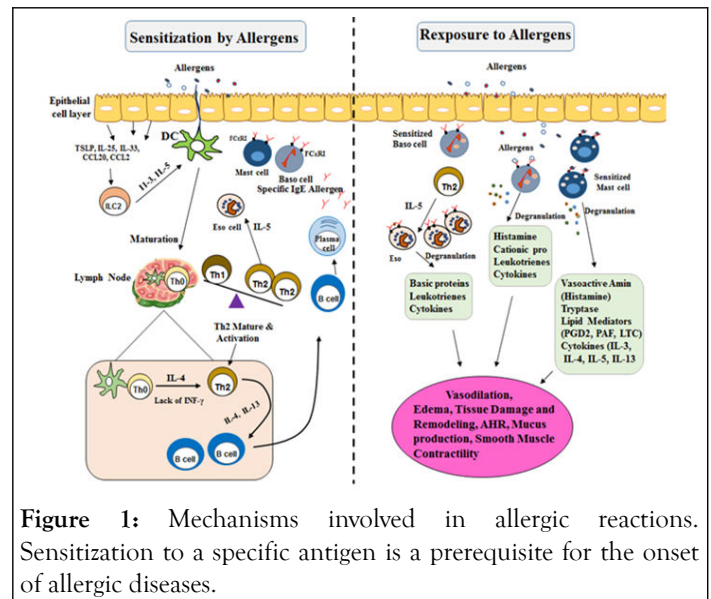 Sensitization by Allergens
Rexposure to Allergens
Allergens
Epithelial
cell layer
DC
TSLP, IL-25, IL-33,
CCL20, CCL2
Il-3, IL-5
ILC2
FCεRI
Mast cell
FCεRI
Baso cell
Specific IgE Allergen
Eso cell
IL-5
Plasma
cell
Maturation
Lymph Node
Th0
Th1
Th2
Th2
B cell
Th2 Mature &
Activation
Th0
IL-4
Lack of INF-γ
Th2
IL-4, IL-13
B cell
B cell
Allergens
Sensitized
Baso cell
Allergens
Th2
IL-5
Eso
Degranulation
Degranulation
Sensitized
Mast cell
Degranulation
Basic proteins
Leukotrienes
Cytokines
Histamine
Cationic pro
Leukotrienes
Cytokines
Vasoactive Amin
(Histamine)
Tryptase
Lipid Mediators
(PGD2, PAF, LTC)
Cytokines (IL-3,
IL-4, IL-5, IL-13
Vasodilation,
Edema, Tissue Damage and
Remodeling, AHR, Mucus
production, Smooth Muscle
Contractility
Figure 1: Mechanisms involved in allergic reactions.
Sensitization to a specific antigen is a prerequisite for the onset
of allergic diseases.